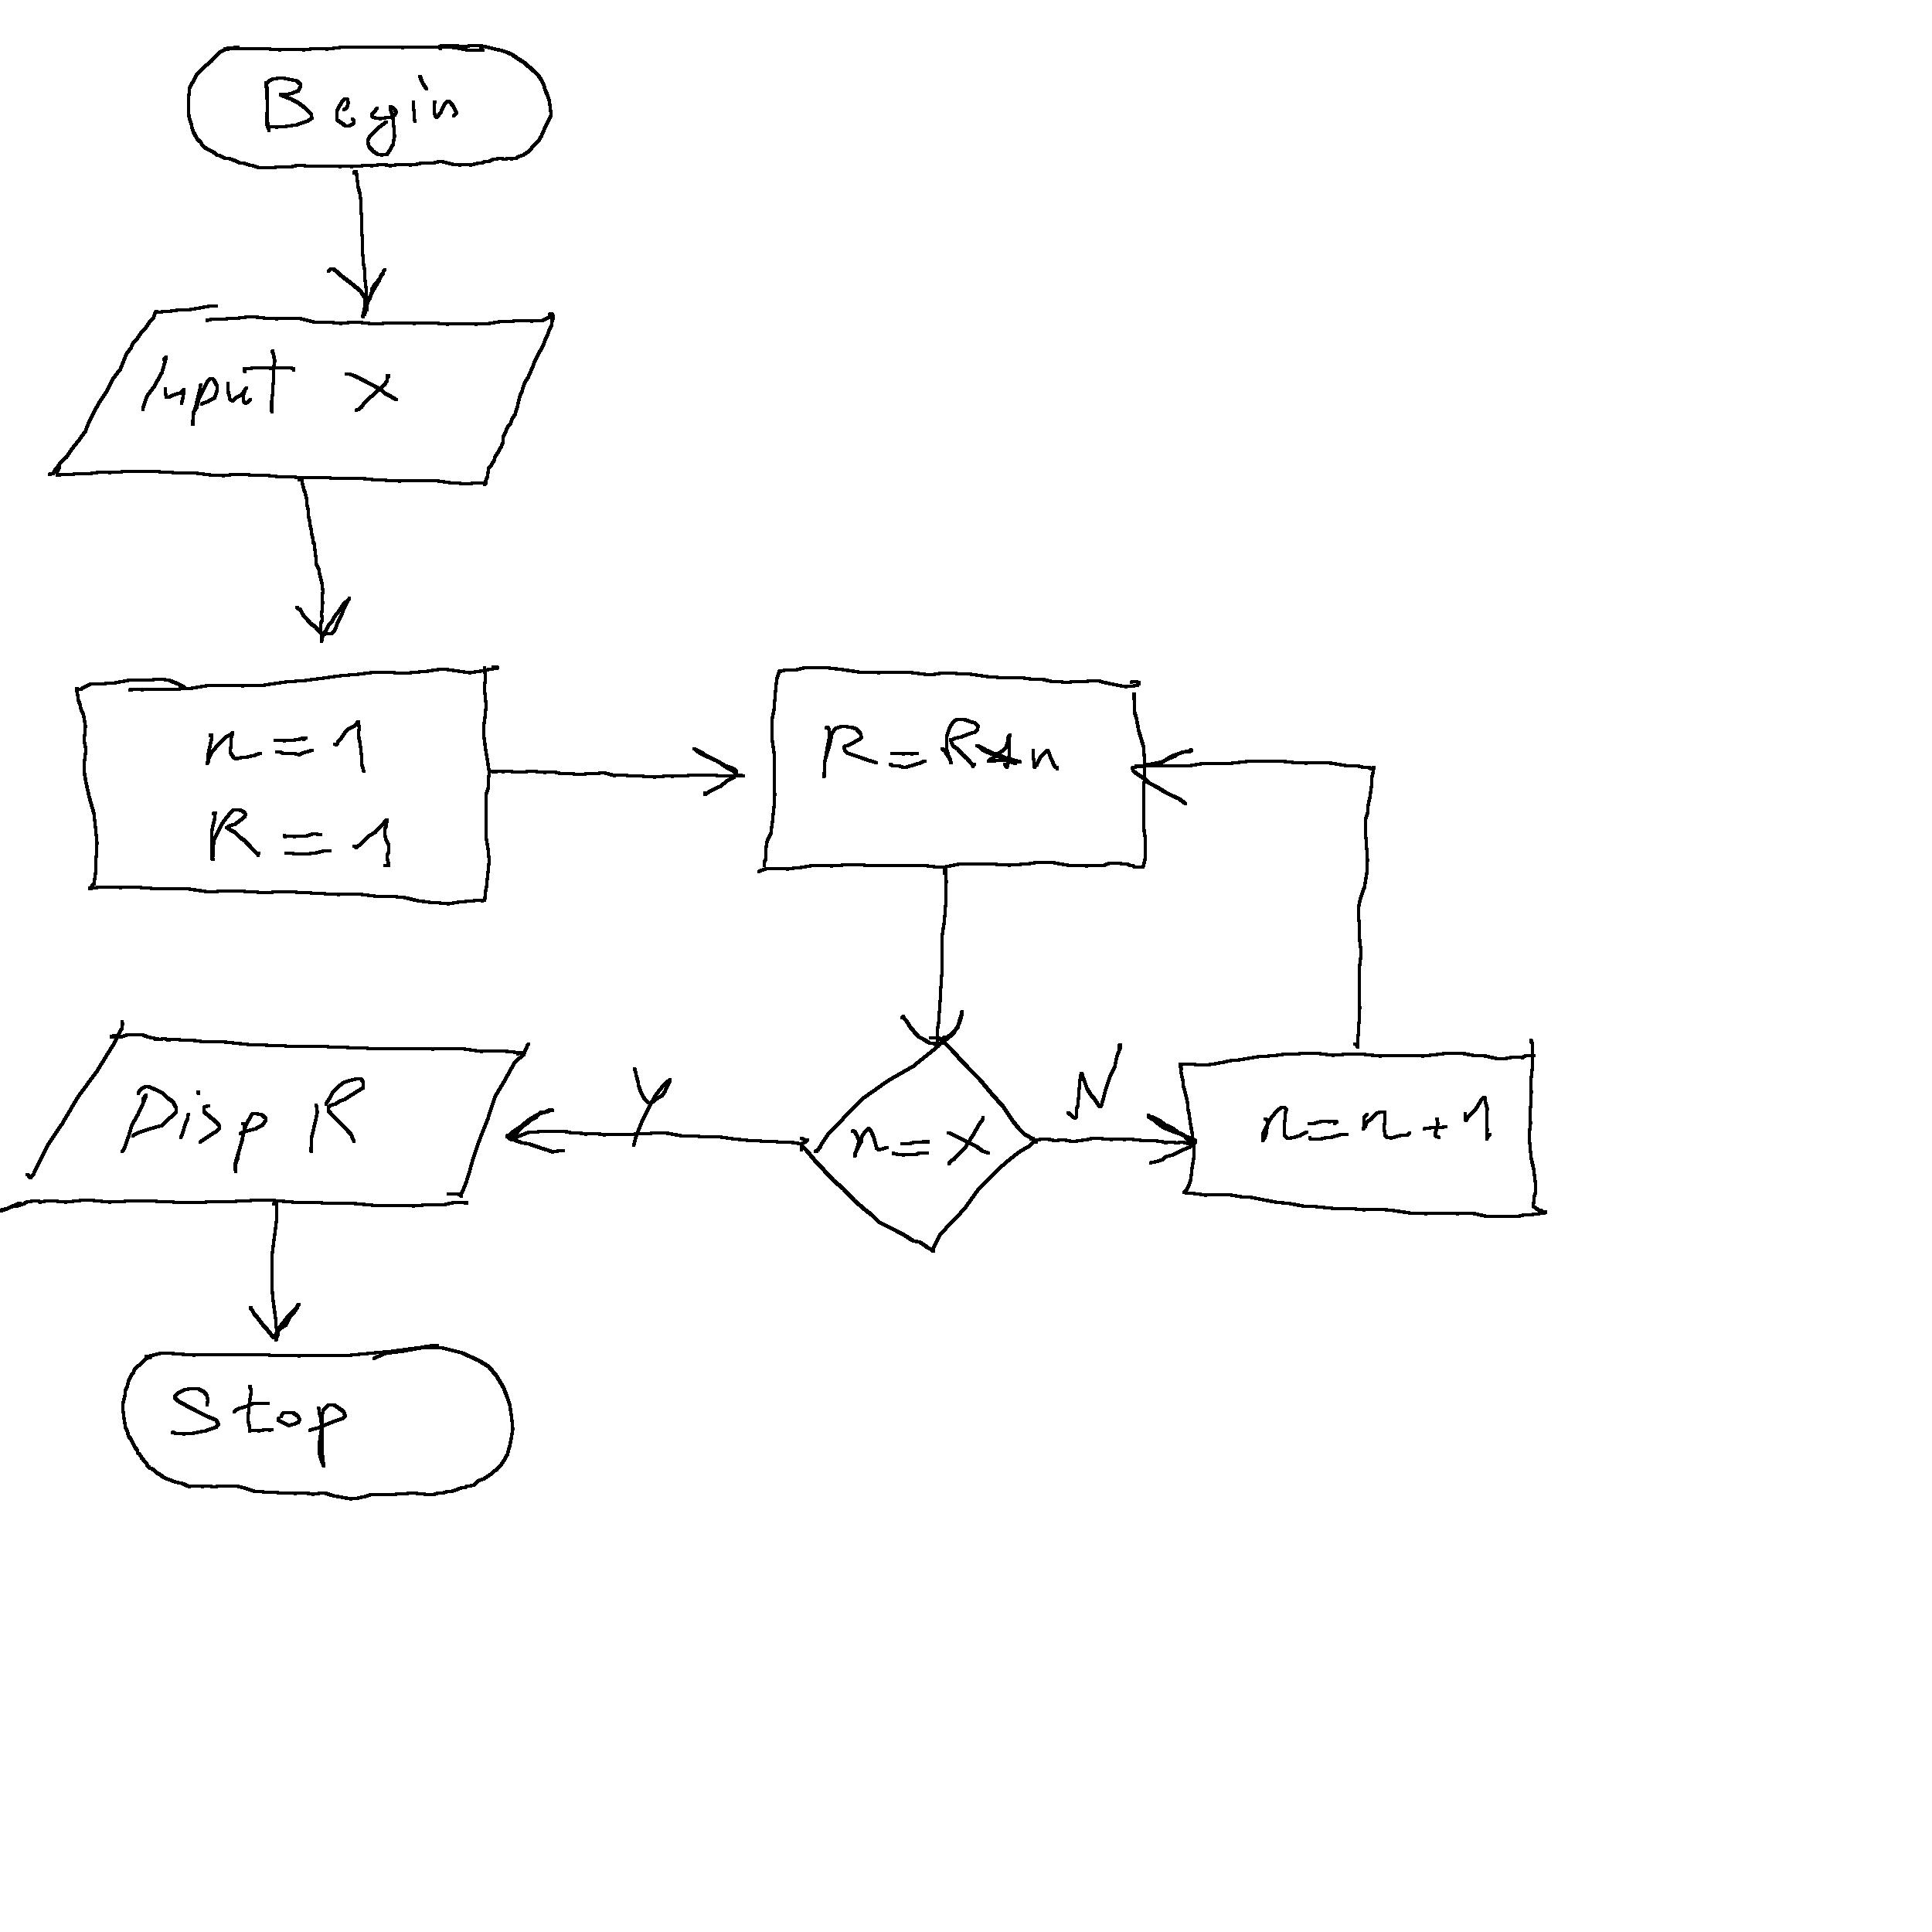 Begin
Input x
n=1
R=1
R=R*n
n=x
Y
N
n=n+1
Disp R
Stop